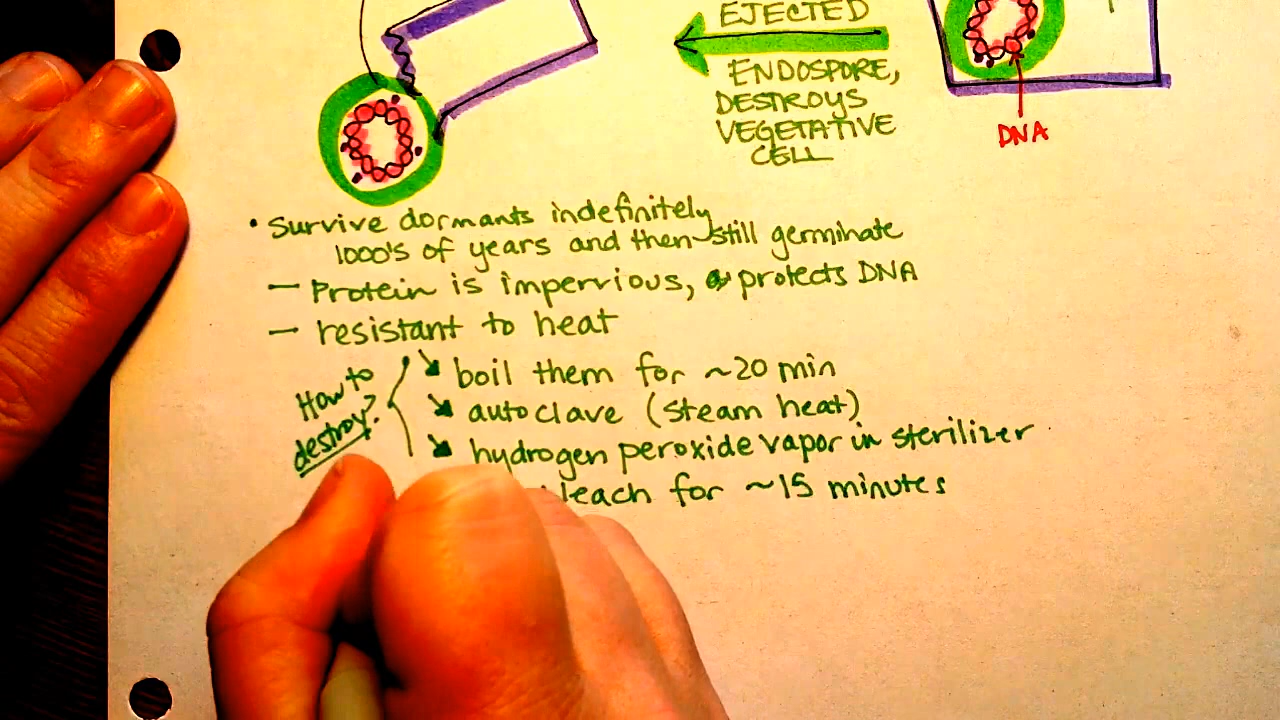 EJECTED
ENDOSPORE,
DESTROYS
VEGETATIVE
CELL
DNA
• Survive dormants indefinitely
1000's of years and then still germinate
— Protein is impervious, protects DNA
— resistant to heat
How to
destroy?
↘ boil them for ~20 min
↘ autoclave (steam heat)
↘ hydrogen peroxide vapor in sterilizer
for ~15 minutes